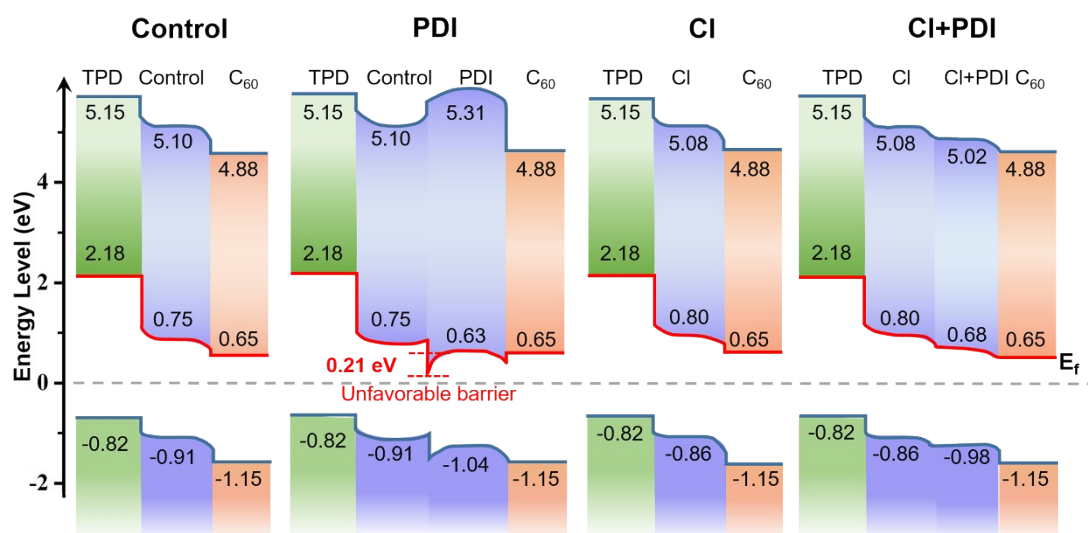 Control PDI Cl Cl+PDI
TPD Control C₆₀ TPD Control PDI C₆₀ TPD Cl C₆₀ TPD Cl Cl+PDI C₆₀
5.15 5.10 4.88 5.15 5.10 5.31 4.88 5.15 5.08 4.88 5.15 5.08 5.02 4.88
4
2.18 2.18 2.18 2.18
2
0.75 0.65 0.75 0.63 0.65 0.80 0.65 0.80 0.68 0.65
0.21 eV
Unfavorable barrier
E_f
0
-0.82 -0.91 -1.15 -0.82 -0.91 -1.04 -1.15 -0.82 -0.86 -1.15 -0.82 -0.86 -0.98 -1.15
-2
Energy Level (eV)